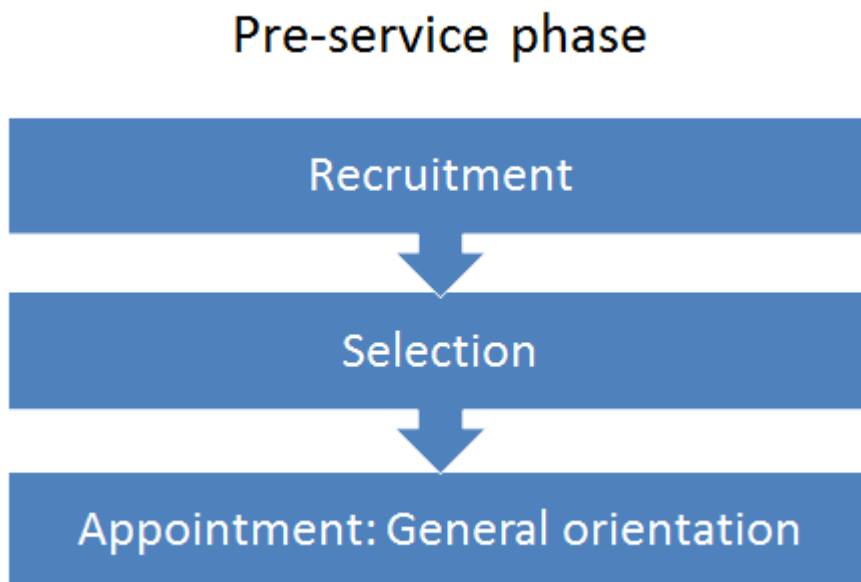 Pre-service phase
Recruitment
Selection
Appointment: General orientation